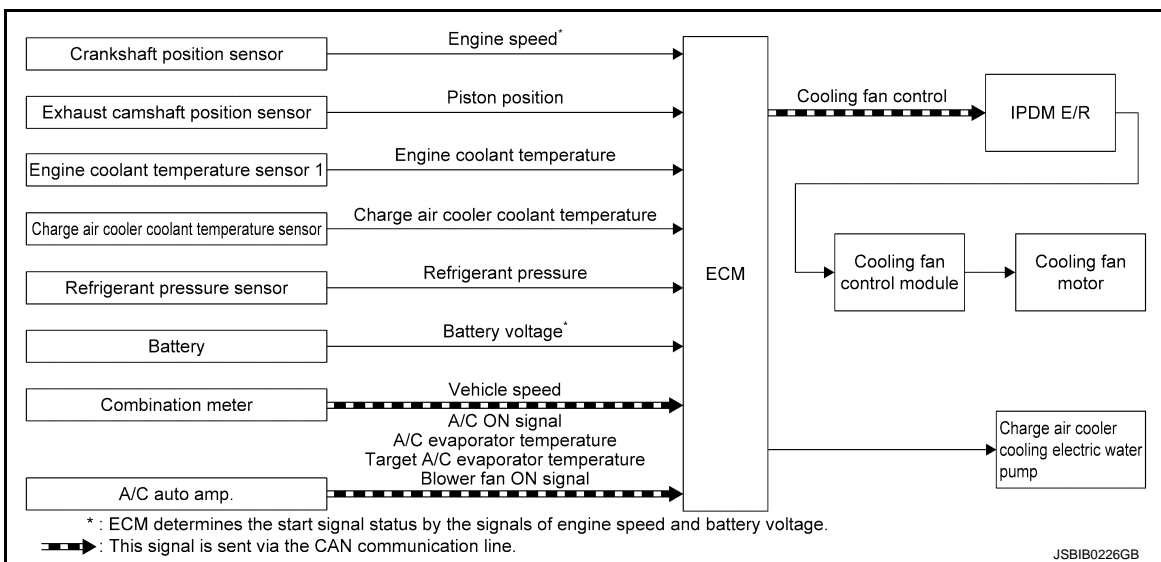 Crankshaft position sensor
Engine speed*
Exhaust camshaft position sensor
Piston position
Engine coolant temperature sensor 1
Engine coolant temperature
Charge air cooler coolant temperature sensor
Charge air cooler coolant temperature
Refrigerant pressure sensor
Refrigerant pressure
Battery
Battery voltage*
Combination meter
Vehicle speed
A/C auto amp.
A/C ON signal
A/C evaporator temperature
Target A/C evaporator temperature
Blower fan ON signal
ECM
Cooling fan control
IPDM E/R
Cooling fan
control module
Cooling fan
motor
Charge air cooler
cooling electric water
pump
* : ECM determines the start signal status by the signals of engine speed and battery voltage.
: This signal is sent via the CAN communication line.
JSBIB0226GB